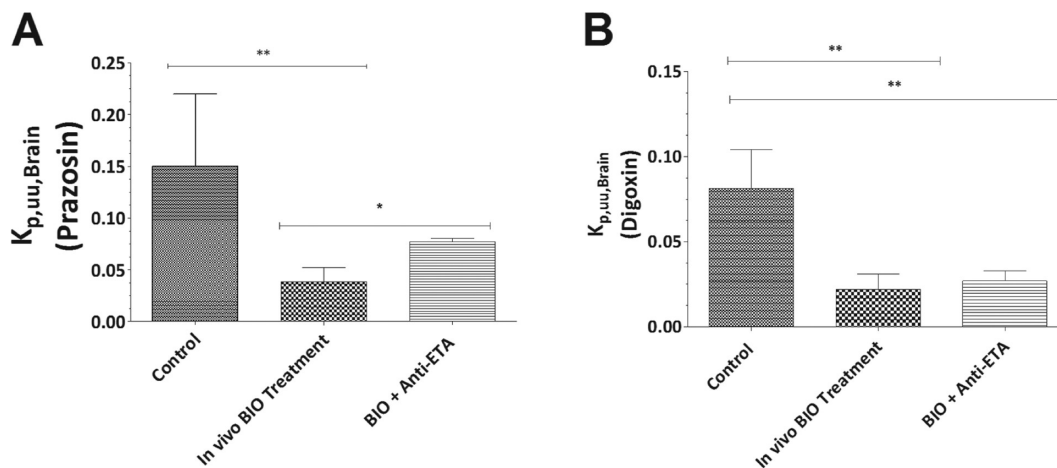 A
K_{p,uu,Brain}
(Prazosin)
0.25
0.20
0.15
0.10
0.05
0.00
**
*
Control
In vivo BIO Treatment
BIO + Anti-ETA
B
K_{p,uu,Brain}
(Digoxin)
0.15
0.10
0.05
0.00
**
**
Control
In vivo BIO Treatment
BIO + Anti-ETA